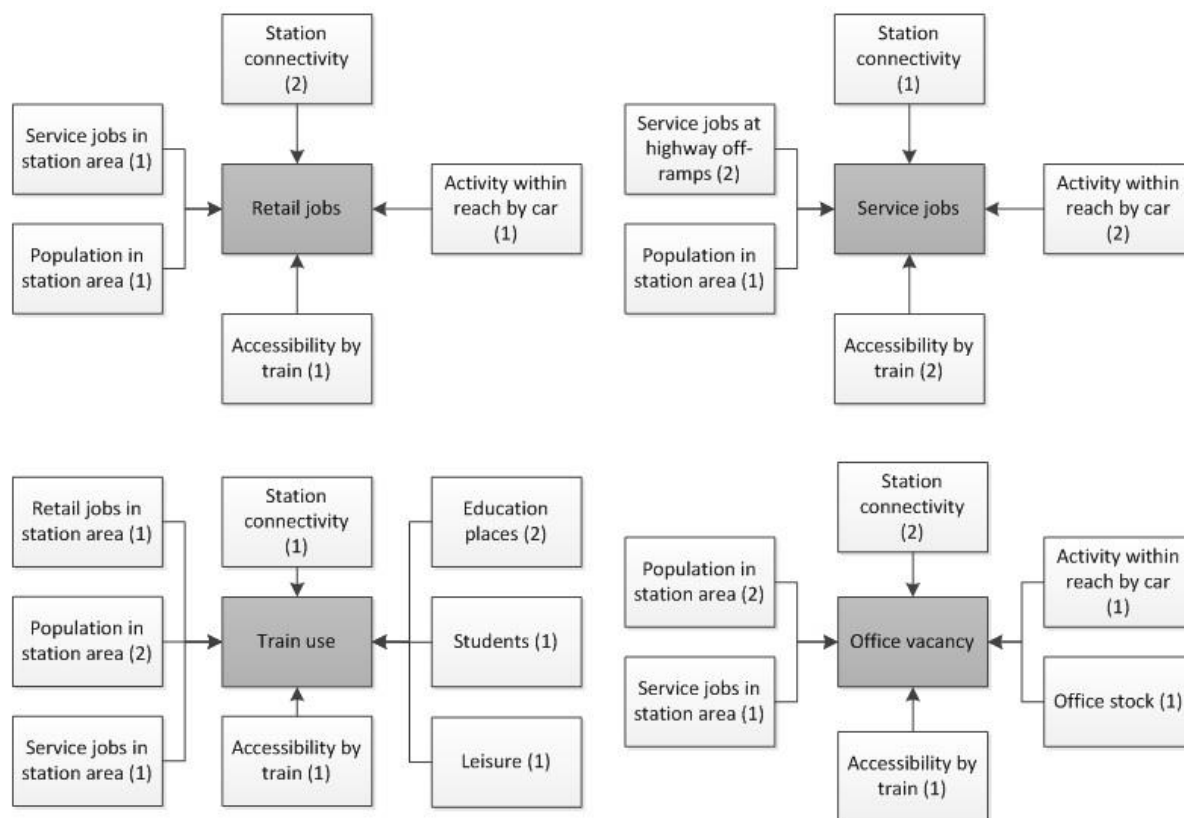 Station
connectivity
(2)
Service jobs in
station area (1)
Population in
station area (1)
Retail jobs
Activity within
reach by car
(1)
Accessibility by
train (1)
Station
connectivity
(1)
Service jobs at
highway off-
ramps (2)
Population in
station area (1)
Service jobs
Activity within
reach by car
(2)
Accessibility by
train (2)
Retail jobs in
station area (1)
Population in
station area (2)
Service jobs in
station area (1)
Station
connectivity
(1)
Train use
Accessibility by
train (1)
Education
places (2)
Students (1)
Leisure (1)
Station
connectivity
(2)
Population in
station area (2)
Service jobs in
station area (1)
Office vacancy
Activity within
reach by car
(1)
Office stock (1)
Accessibility by
train (1)